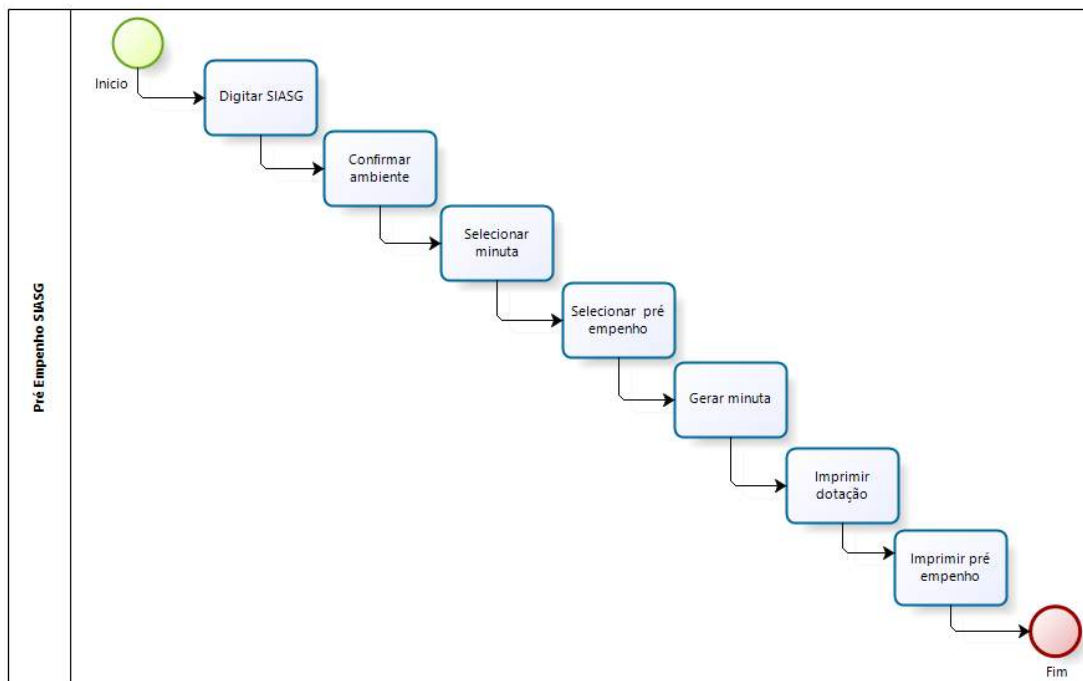 Pré Empenho SIASG
Inicio
Digitar SIASG
Confirmar
ambiente
Selecionar
minuta
Selecionar pré
empenho
Gerar minuta
Imprimir
dotação
Imprimir pré
empenho
Fim